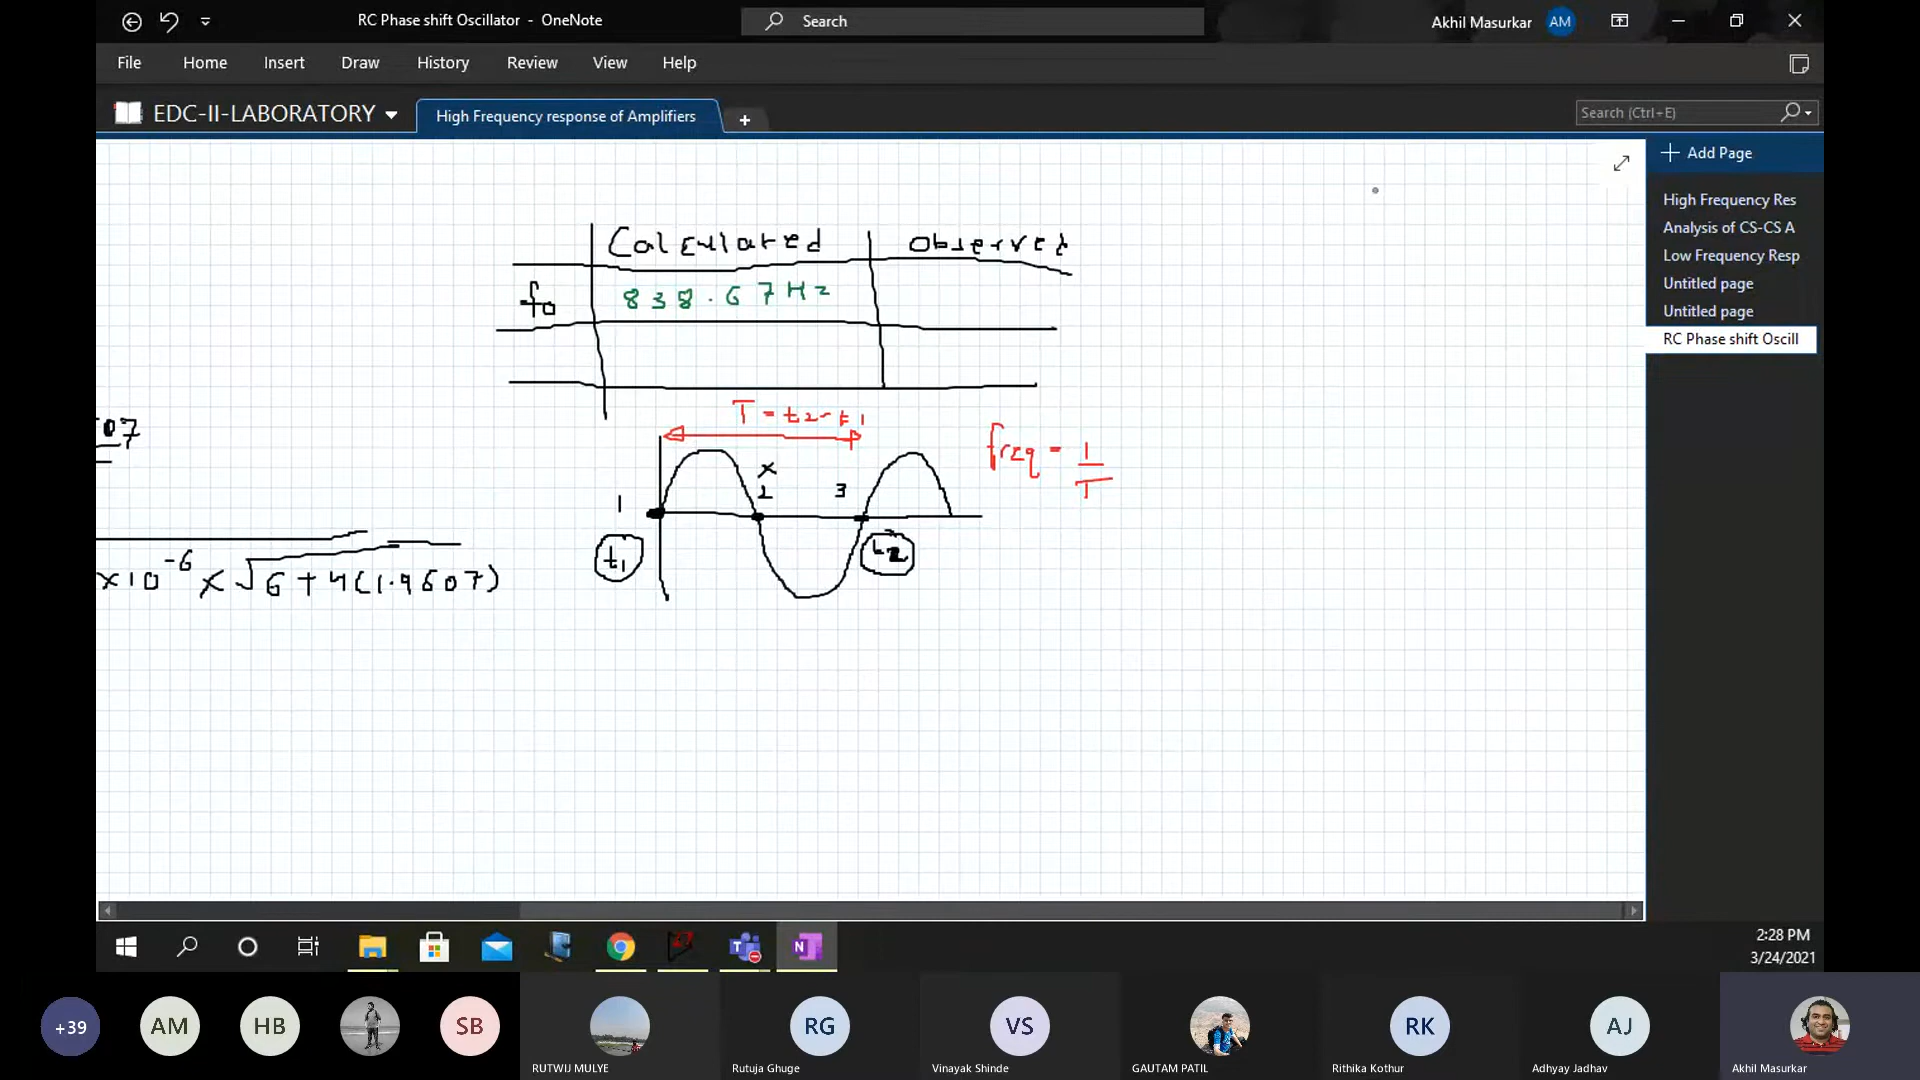 RC Phase shift Oscillator - OneNote
Search
Akhil Masurkar
AM
File
Home
Insert
Draw
History
Review
View
Help
EDC-II-LABORATORY
High Frequency response of Amplifiers
+
Search (Ctrl+E)
Add Page
High Frequency Res
Analysis of CS-CS A
Low Frequency Resp
Untitled page
Untitled page
RC Phase shift Oscill
Calculated
Observed
fo
838.67Hz
T = t2-t1
freq = 1/T
x
1
2
3
t1
t2
07
x10⁻⁶ x √6+4(1.9607)
2:28 PM
3/24/2021
+39
AM
HB
SB
RG
VS
RK
AJ
RUTWIJ MULYE
Rutuja Ghuge
Vinayak Shinde
GAUTAM PATIL
Rithika Kothur
Adhyay Jadhav
Akhil Masurkar